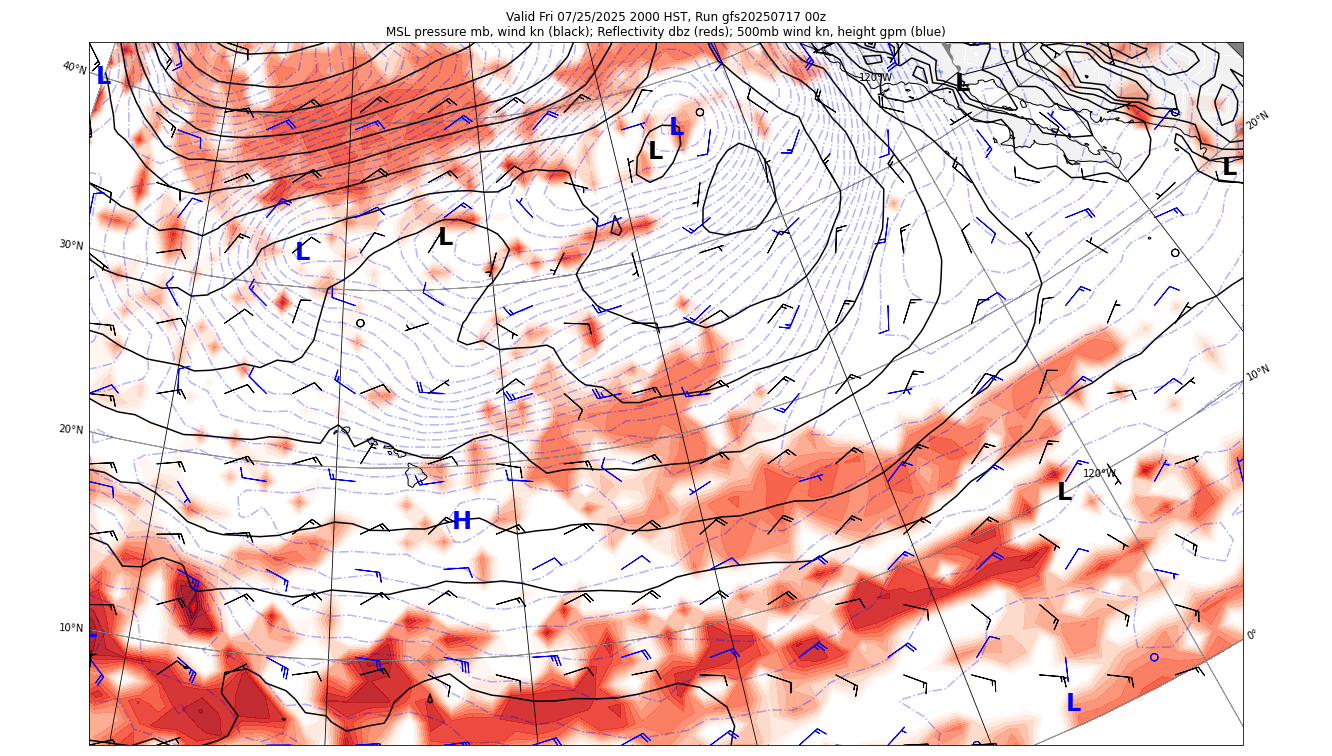 Valid Fri 07/25/2025 2000 HST, Run gfs20250717 00z
MSL pressure mb, wind kn (black); Reflectivity dbz (reds); 500mb wind kn, height gpm (blue)
40°N
L
120°W
L
20°N
L
L
L
30°N
L
L
10°N
20°N
120°W
L
H
10°N
0°
L